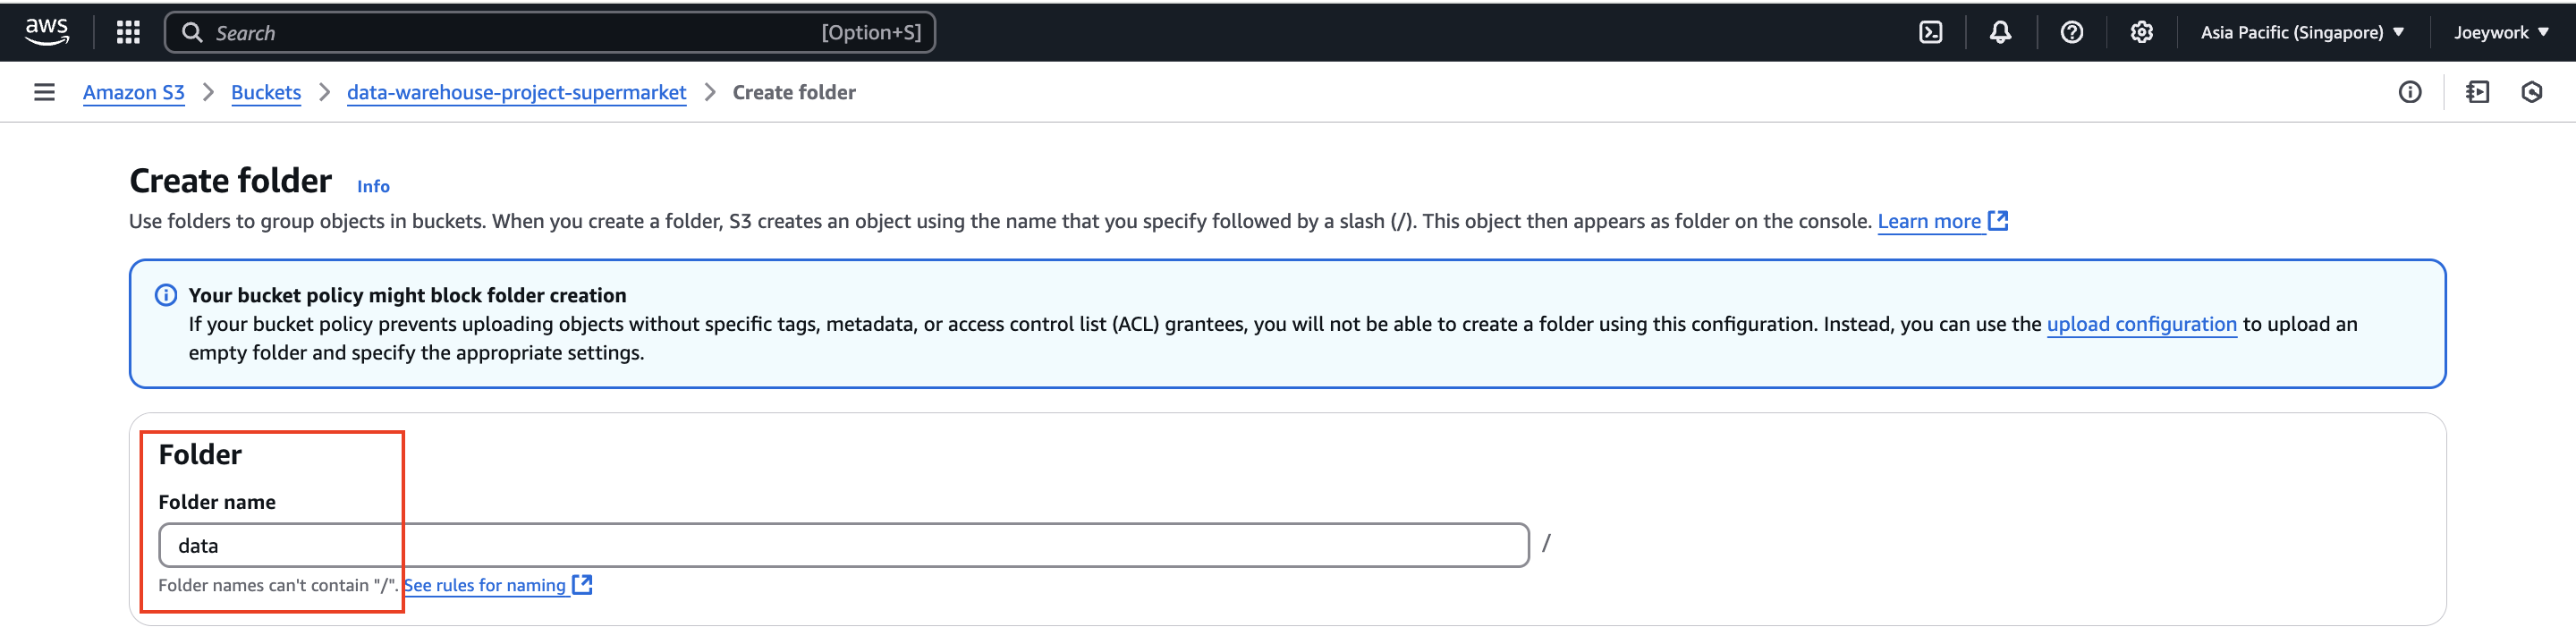 aws
Search
[Option+S]
Asia Pacific (Singapore)
Joeywork
Amazon S3
Buckets
data-warehouse-project-supermarket
Create folder
Create folder
Info
Use folders to group objects in buckets. When you create a folder, S3 creates an object using the name that you specify followed by a slash (/). This object then appears as folder on the console. Learn more
Your bucket policy might block folder creation
If your bucket policy prevents uploading objects without specific tags, metadata, or access control list (ACL) grantees, you will not be able to create a folder using this configuration. Instead, you can use the upload configuration to upload an
empty folder and specify the appropriate settings.
Folder
Folder name
data
/
Folder names can't contain "/". See rules for naming